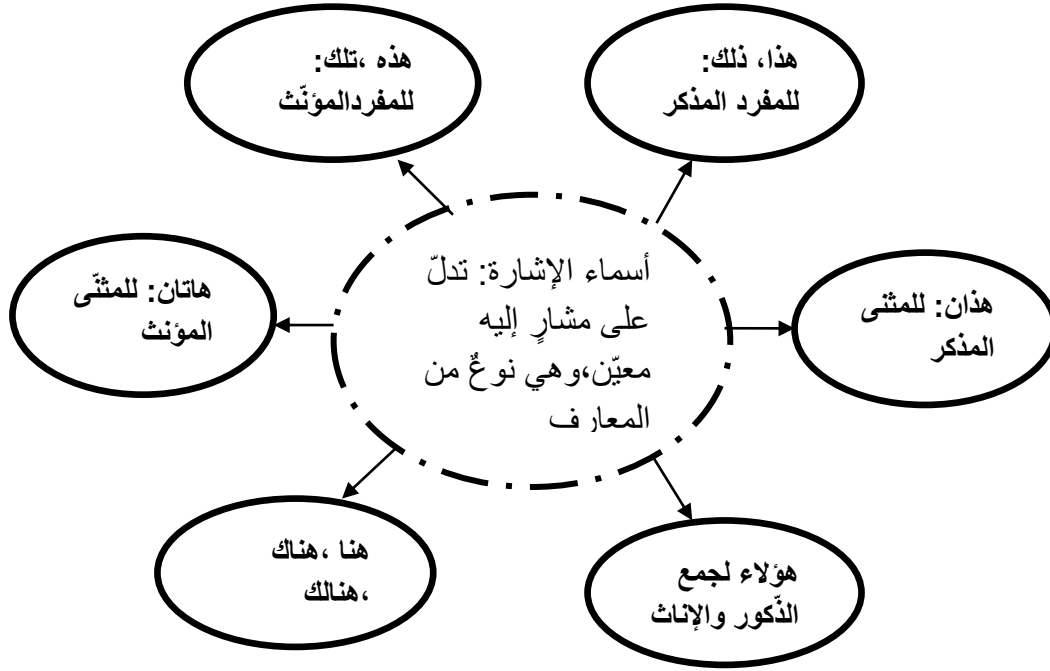 هذا، ذلك:
للمفرد المذكر
هذه ،تلك:
للمفردالمؤنّث
أسماء الإشارة: تدلّ
على مشارٍ إليه
معيّن،وهي نوعٌ من
المعارف
هذان: للمثنى
المذكر
هاتان: للمثنّى
المؤنث
هؤلاء لجمع
الذّكور والإناث
هنا ،هناك
،هنالك